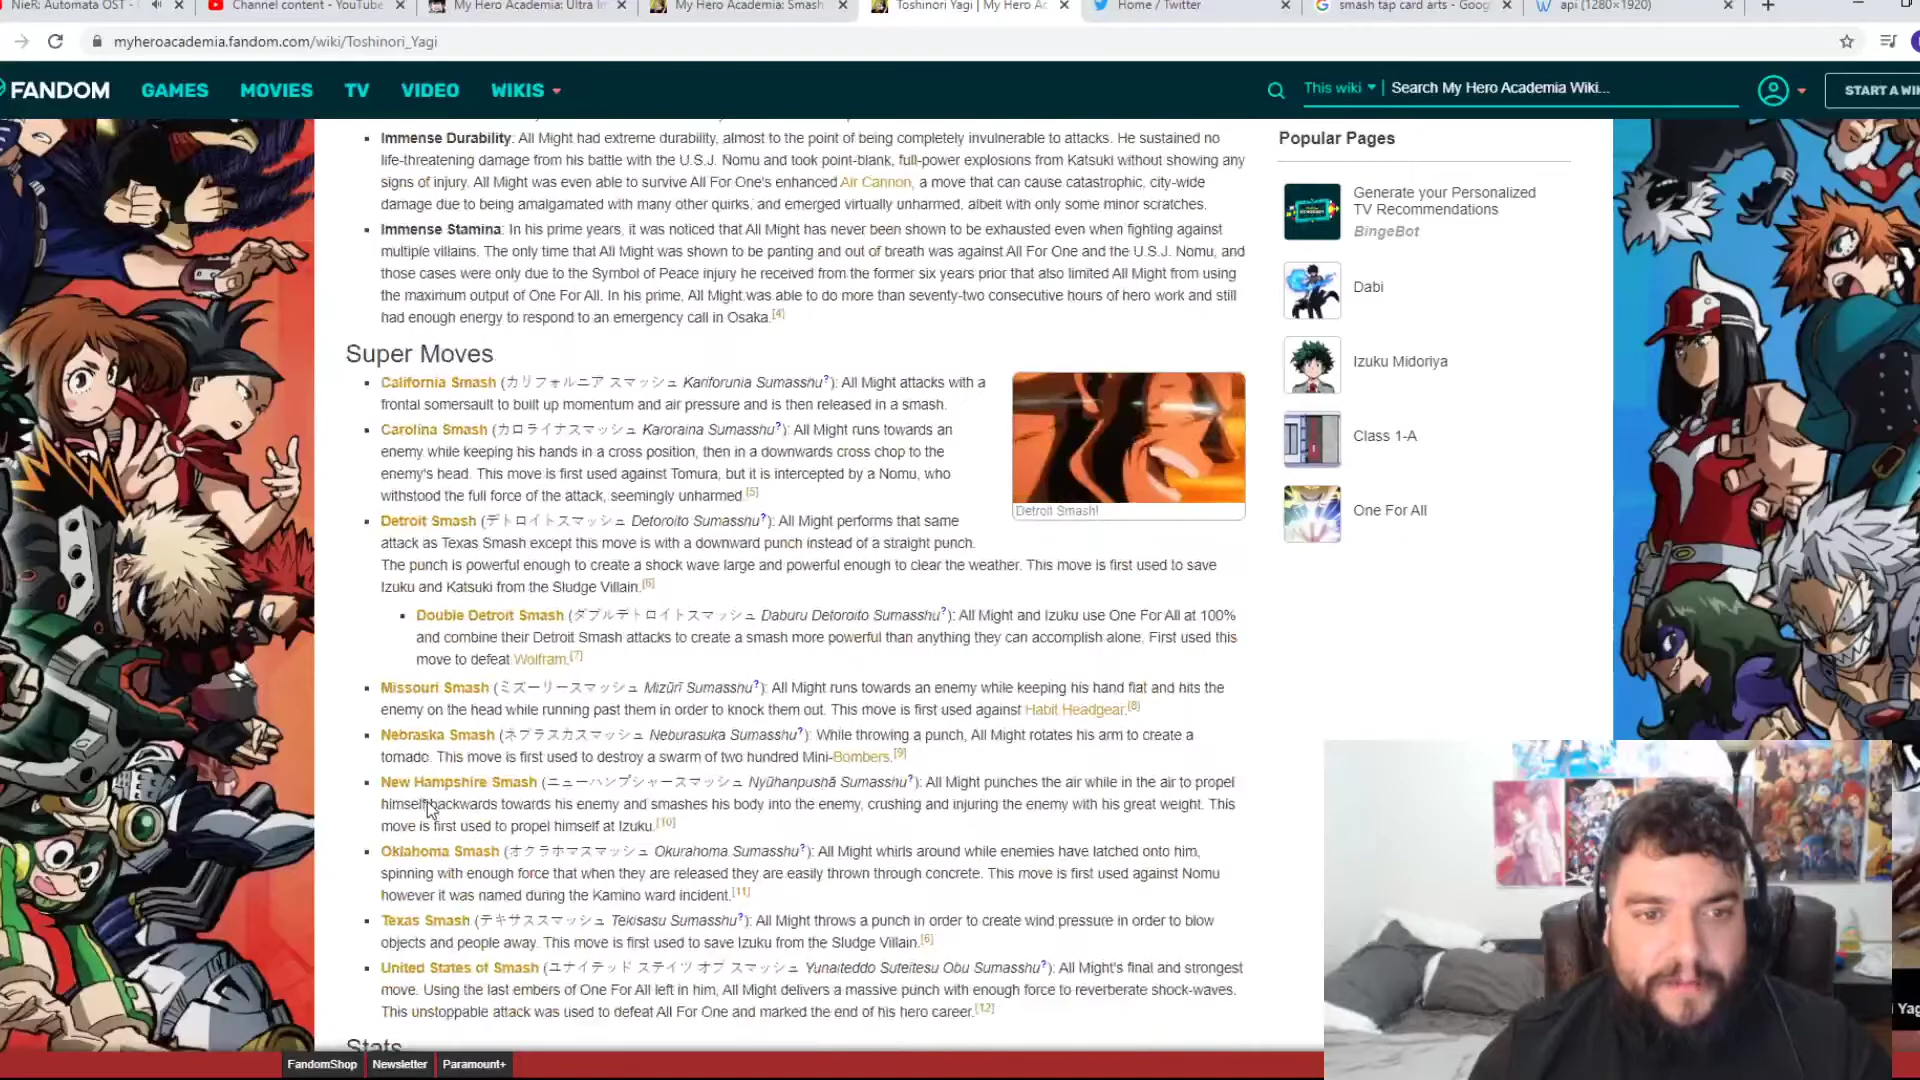 NieR: Automata OST -
Channel content - YouTube
My Hero Academia: Ultra Im
My Hero Academia: Smash
Toshinori Yagi | My Hero Ac
Home / Twitter
smash tap card arts - Goog
api (1280×1920)
myheroacademia.fandom.com/wiki/Toshinori_Yagi
FANDOM
GAMES
MOVIES
TV
VIDEO
WIKIS
This wiki
Search My Hero Academia Wiki...
START A WI
Immense Durability: All Might had extreme durability, almost to the point of being completely invulnerable to attacks. He sustained no
life-threatening damage from his battle with the U.S.J. Nomu and took point-blank, full-power explosions from Katsuki without showing any
signs of injury. All Might was even able to survive All For One's enhanced Air Cannon, a move that can cause catastrophic, city-wide
damage due to being amalgamated with many other quirks, and emerged virtually unharmed, albeit with only some minor scratches.
Immense Stamina: In his prime years, it was noticed that All Might has never been shown to be exhausted even when fighting against
multiple villains. The only time that All Might was shown to be panting and out of breath was against All For One and the U.S.J. Nomu, and
those cases were only due to the Symbol of Peace injury he received from the former six years prior that also limited All Might from using
the maximum output of One For All. In his prime, All Might was able to do more than seventy-two consecutive hours of hero work and still
had enough energy to respond to an emergency call in Osaka.[4]
Super Moves
California Smash (カリフォルニア スマッシュ Kariforunia Sumasshu?): All Might attacks with a
frontal somersault to built up momentum and air pressure and is then released in a smash.
Carolina Smash (カロライナスマッシュ Karoraina Sumasshu?): All Might runs towards an
enemy while keeping his hands in a cross position, then in a downwards cross chop to the
enemy's head. This move is first used against Tomura, but it is intercepted by a Nomu, who
withstood the full force of the attack, seemingly unharmed.[5]
Detroit Smash (デトロイトスマッシュ Detoroito Sumasshu?): All Might performs that same
attack as Texas Smash except this move is with a downward punch instead of a straight punch.
The punch is powerful enough to create a shock wave large and powerful enough to clear the weather. This move is first used to save
Izuku and Katsuki from the Sludge Villain.[6]
Detroit Smash!
Double Detroit Smash (ダブルデトロイトスマッシュ Daburu Detoroito Sumasshu?): All Might and Izuku use One For All at 100%
and combine their Detroit Smash attacks to create a smash more powerful than anything they can accomplish alone. First used this
move to defeat Wolfram.[7]
Missouri Smash (ミズーリースマッシュ Mizūrī Sumasshu?): All Might runs towards an enemy while keeping his hand flat and hits the
enemy on the head while running past them in order to knock them out. This move is first used against Habit Headgear.[8]
Nebraska Smash (ネブラスカスマッシュ Neburasuka Sumasshu?): While throwing a punch, All Might rotates his arm to create a
tornado. This move is first used to destroy a swarm of two hundred Mini-Bombers.[9]
New Hampshire Smash (ニューハンプシャースマッシュ Nyūhanpushā Sumasshu?): All Might punches the air while in the air to propel
himself backwards towards his enemy and smashes his body into the enemy, crushing and injuring the enemy with his great weight. This
move is first used to propel himself at Izuku.[10]
Oklahoma Smash (オクラホマスマッシュ Okurahoma Sumasshu?): All Might whirls around while enemies have latched onto him,
spinning with enough force that when they are released they are easily thrown through concrete. This move is first used against Nomu
however it was named during the Kamino ward incident.[11]
Texas Smash (テキサススマッシュ Tekisasu Sumasshu?): All Might throws a punch in order to create wind pressure in order to blow
objects and people away. This move is first used to save Izuku from the Sludge Villain.[6]
United States of Smash (ユナイテッド ステイツ オブ スマッシュ Yunaiteddo Suteitesu Obu Sumasshu?): All Might's final and strongest
move. Using the last embers of One For All left in him, All Might delivers a massive punch with enough force to reverberate shock-waves.
This unstoppable attack was used to defeat All For One and marked the end of his hero career.[12]
Stats
Popular Pages
Generate your Personalized
TV Recommendations
BingeBot
Dabi
Izuku Midoriya
Class 1-A
One For All
FandomShop
Newsletter
Paramount+